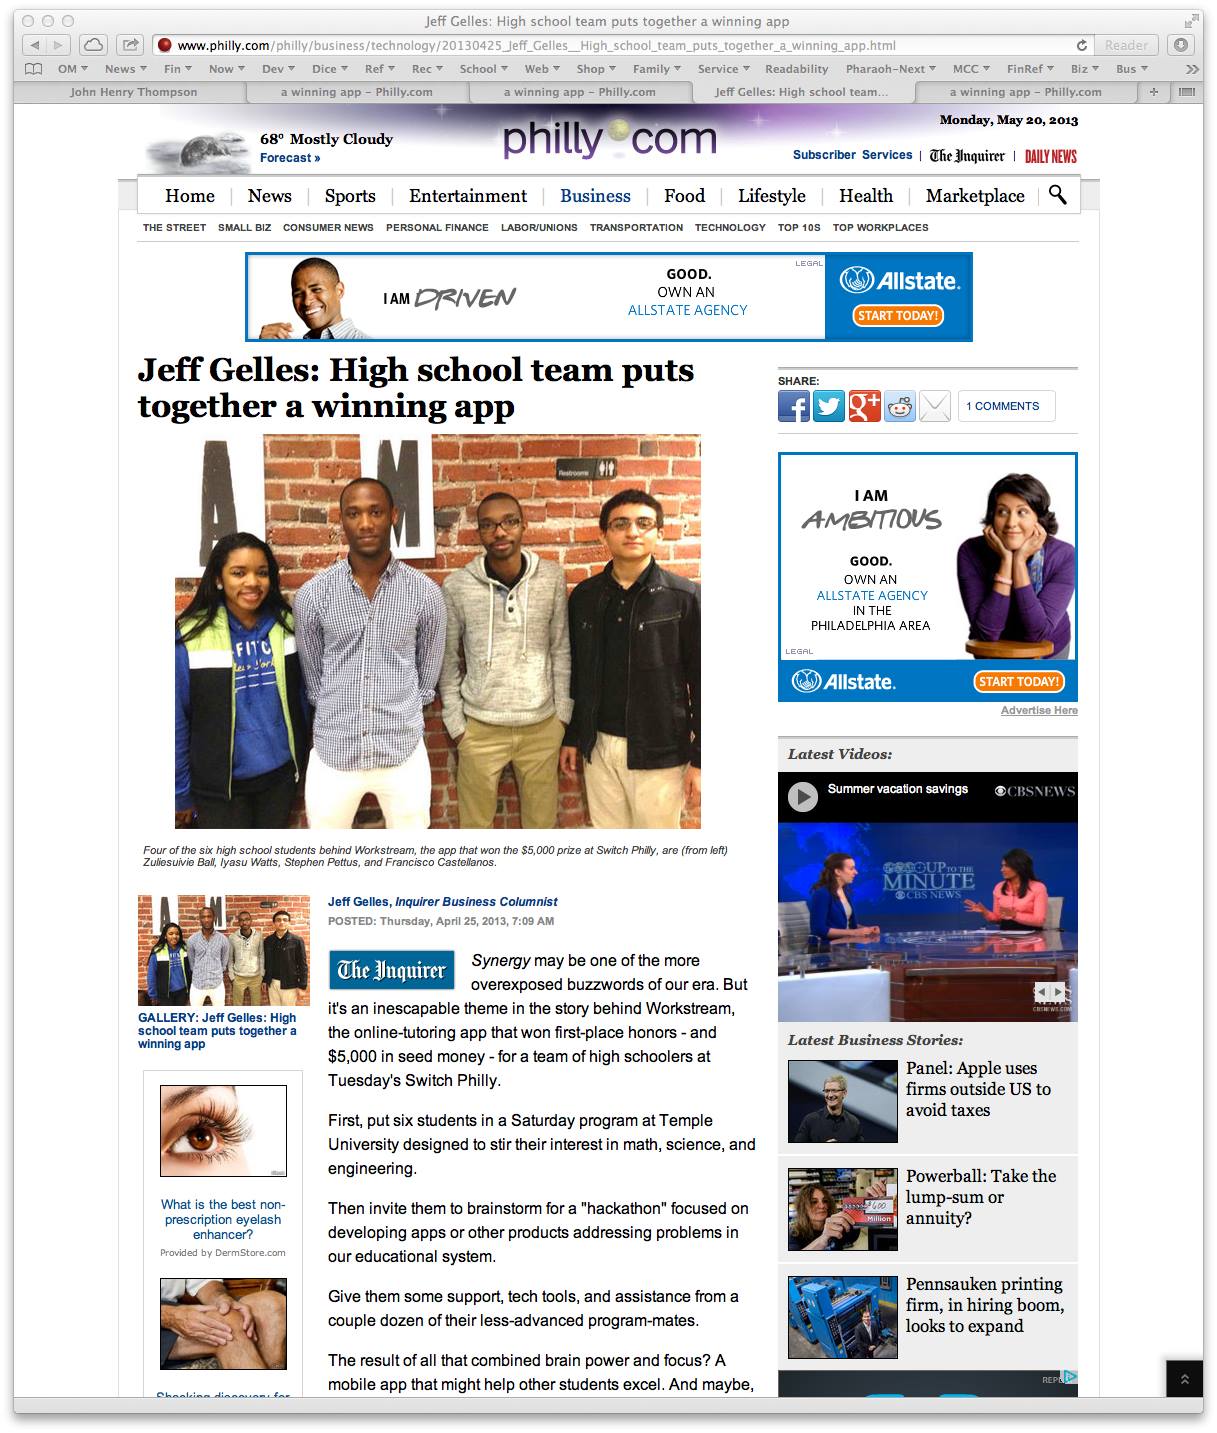 Jeff Gelles: High school team puts together a winning app
www.philly.com/philly/business/technology/20130425_Jeff_Gelles__High_school_team_puts_together_a_winning_app.html
Reader
OM News Fin Now Dev Dice Ref Rec School Web Shop Family Service Readability Pharaoh-Next MCC FinRef Biz Bus
John Henry Thompson
a winning app – Philly.com
a winning app – Philly.com
Jeff Gelles: High school team...
a winning app – Philly.com
68° Mostly Cloudy
Forecast »
philly.com
Monday, May 20, 2013
Subscriber Services | The Inquirer | DAILY NEWS
Home News Sports Entertainment Business Food Lifestyle Health Marketplace
THE STREET SMALL BIZ CONSUMER NEWS PERSONAL FINANCE LABOR/UNIONS TRANSPORTATION TECHNOLOGY TOP 10S TOP WORKPLACES
I AM DRIVEN
GOOD.
OWN AN
ALLSTATE AGENCY
LEGAL
Allstate.
START TODAY!
Jeff Gelles: High school team puts
together a winning app
A M
Restrooms
FITCH
New York
Four of the six high school students behind Workstream, the app that won the $5,000 prize at Switch Philly, are (from left)
Zuliesuivie Ball, Iyasu Watts, Stephen Pettus, and Francisco Castellanos.
GALLERY: Jeff Gelles: High
school team puts together a
winning app
What is the best non-
prescription eyelash
enhancer?
Provided by DermStore.com
Shocking discovery for
Jeff Gelles, Inquirer Business Columnist
POSTED: Thursday, April 25, 2013, 7:09 AM
The Inquirer
Synergy may be one of the more
overexposed buzzwords of our era. But
it's an inescapable theme in the story behind Workstream,
the online-tutoring app that won first-place honors - and
$5,000 in seed money - for a team of high schoolers at
Tuesday's Switch Philly.
First, put six students in a Saturday program at Temple
University designed to stir their interest in math, science, and
engineering.
Then invite them to brainstorm for a "hackathon" focused on
developing apps or other products addressing problems in
our educational system.
Give them some support, tech tools, and assistance from a
couple dozen of their less-advanced program-mates.
The result of all that combined brain power and focus? A
mobile app that might help other students excel. And maybe,
SHARE:
1 COMMENTS
I AM
AMBITIOUS
GOOD.
OWN AN
ALLSTATE AGENCY
IN THE
PHILADELPHIA AREA
LEGAL
Allstate.
START TODAY!
Advertise Here
Latest Videos:
Summer vacation savings
CBSNEWS
UP TO THE
MINUTE
CBS NEWS
CBSNEWS.COM
Latest Business Stories:
Panel: Apple uses
firms outside US to
avoid taxes
Powerball: Take the
lump-sum or
annuity?
$600
Million
Pennsauken printing
firm, in hiring boom,
looks to expand